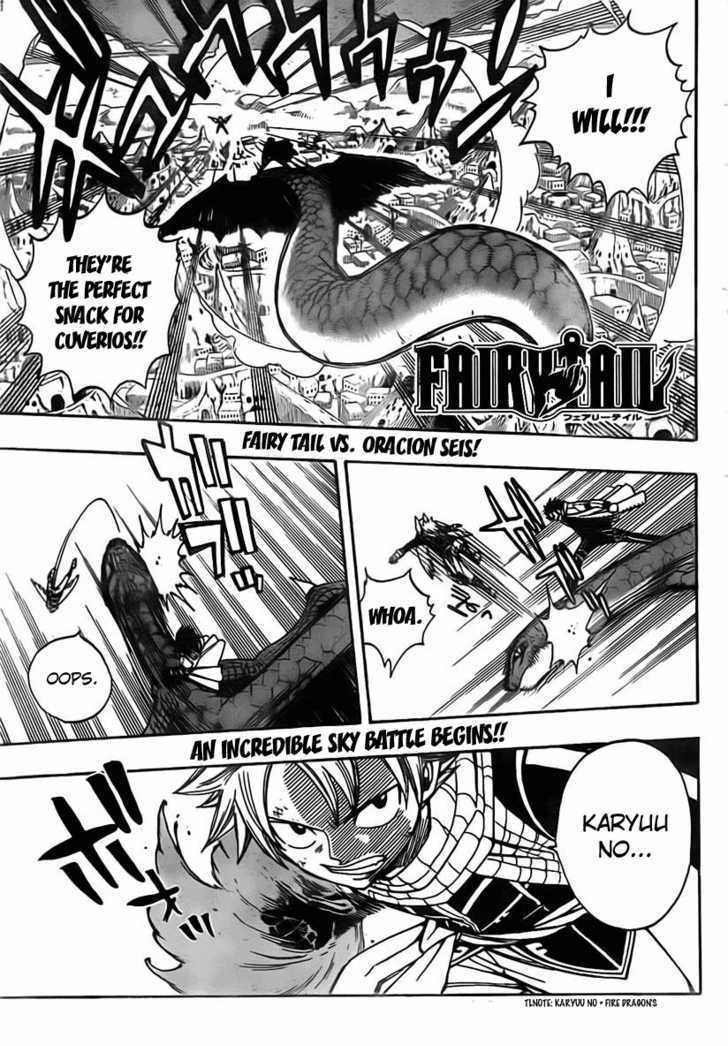 I
WILL!!!
THEY'RE
THE PERFECT
SNACK FOR
CUVERIOS!!
FAIRY TAIL
フェアリーテイル
FAIRY TAIL VS. ORACION SEIS!
WHOA.
OOPS.
AN INCREDIBLE SKY BATTLE BEGINS!!
KARYUU
NO...
TLNOTE: KARYUU NO = FIRE DRAGON'S